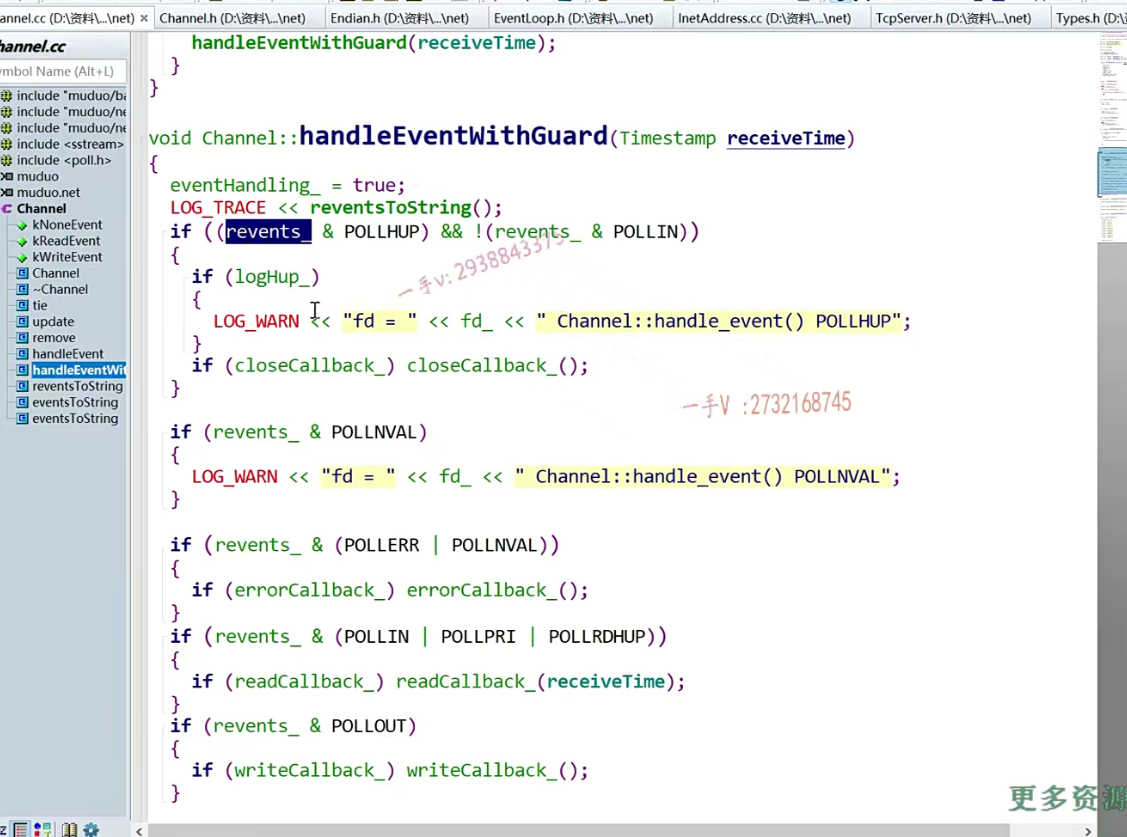 nnel.cc (D:\资料\...\net) × Channel.h (D:\资料\...\net) Endian.h (D:\资料\...\net) EventLoop.h (D:\资料\...\net) InetAddress.cc (D:\资料\...\net) TcpServer.h (D:\资料\...\net) Types.h (D:\
hannel.cc
ymbol Name (Alt+L)
include "muduo/ba
include "muduo/ne
include "muduo/ne
include <sstream>
include <poll.h>
muduo
muduo.net
Channel
kNoneEvent
kReadEvent
kWriteEvent
Channel
~Channel
tie
update
remove
handleEvent
handleEventWit
reventsToString
eventsToString
eventsToString
handleEventWithGuard(receiveTime);
}
}
void Channel::handleEventWithGuard(Timestamp receiveTime)
{
eventHandling_ = true;
LOG_TRACE << reventsToString();
if ((revents_ & POLLHUP) && !(revents_ & POLLIN))
{
if (logHup_)
一手v:2938843375
{
LOG_WARN << "fd = " << fd_ << " Channel::handle_event() POLLHUP";
}
if (closeCallback_) closeCallback_();
}
一手V :2732168745
if (revents_ & POLLNVAL)
{
LOG_WARN << "fd = " << fd_ << " Channel::handle_event() POLLNVAL";
}
if (revents_ & (POLLERR | POLLNVAL))
{
if (errorCallback_) errorCallback_();
}
if (revents_ & (POLLIN | POLLPRI | POLLRDHUP))
{
if (readCallback_) readCallback_(receiveTime);
}
if (revents_ & POLLOUT)
{
if (writeCallback_) writeCallback_();
}
更多资源